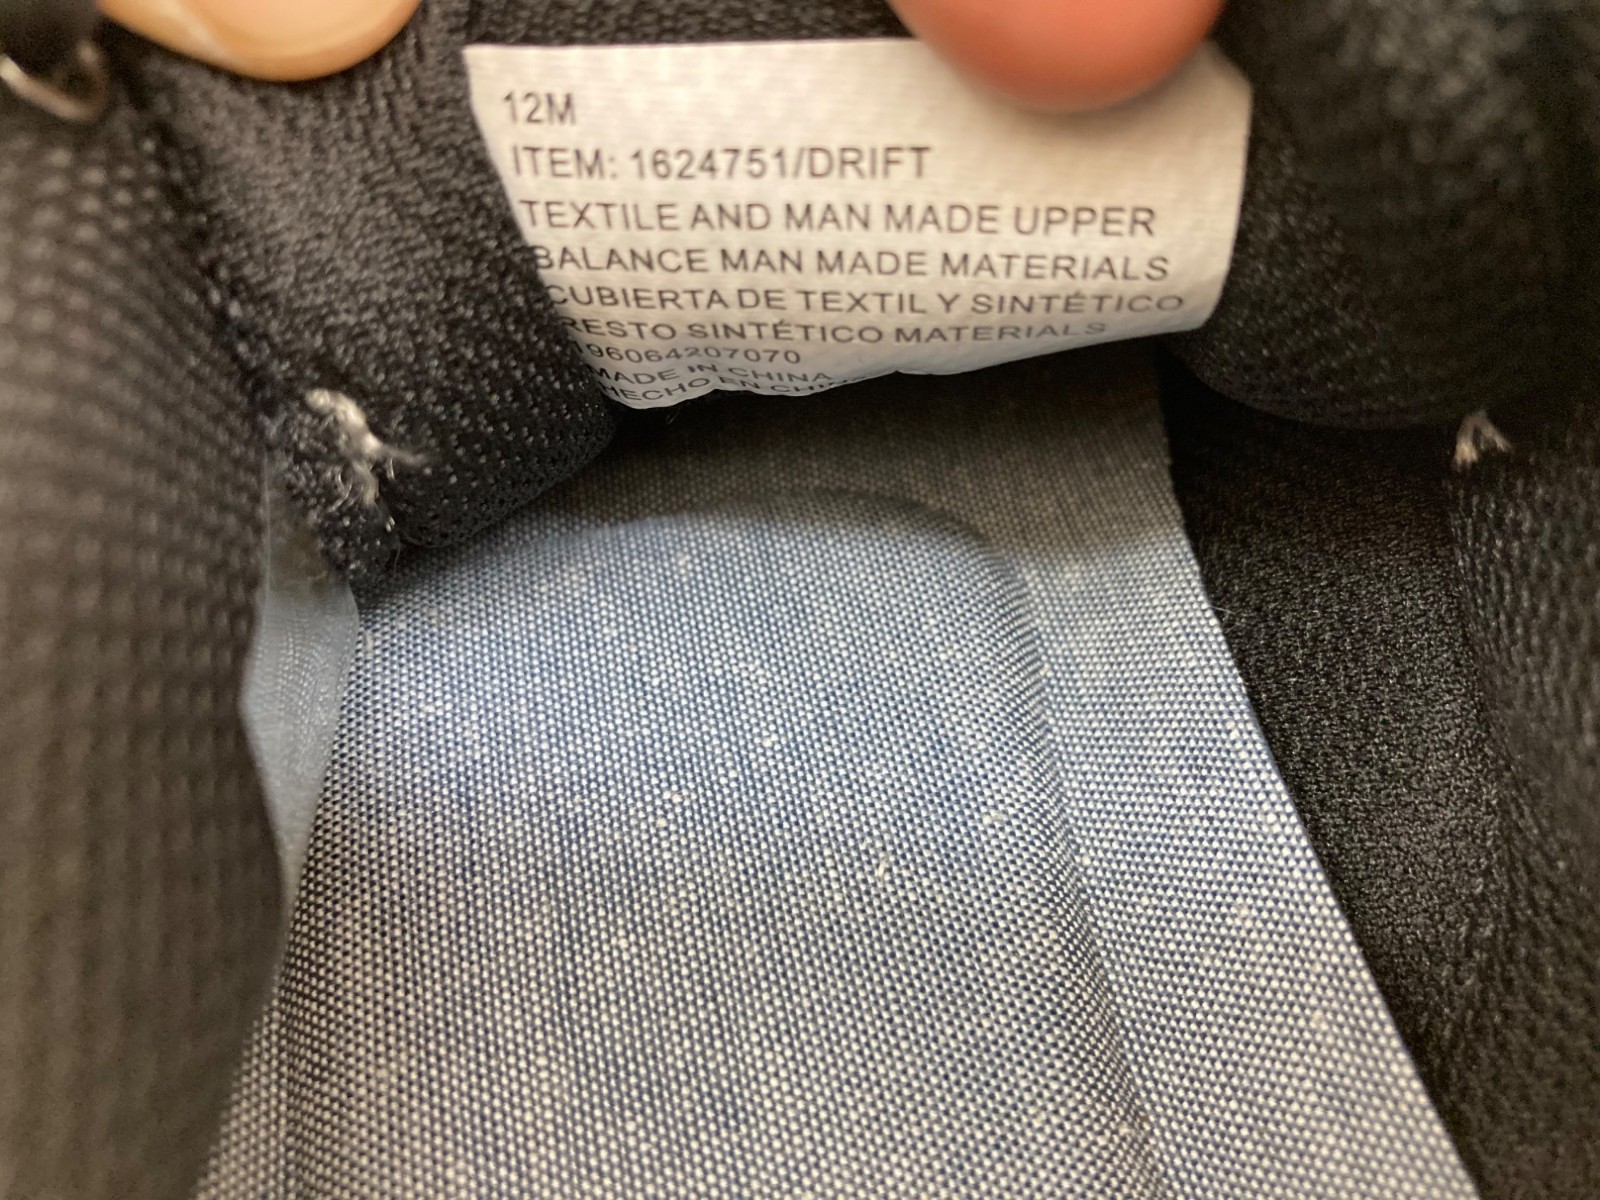 12M
ITEM: 1624751/DRIFT
TEXTILE AND MAN MADE UPPER
BALANCE MAN MADE MATERIALS
CUBIERTA DE TEXTIL Y SINTÉTICO
RESTO SINTÉTICO MATERIALS
196064207070
MADE IN CHINA
HECHO EN CHINA